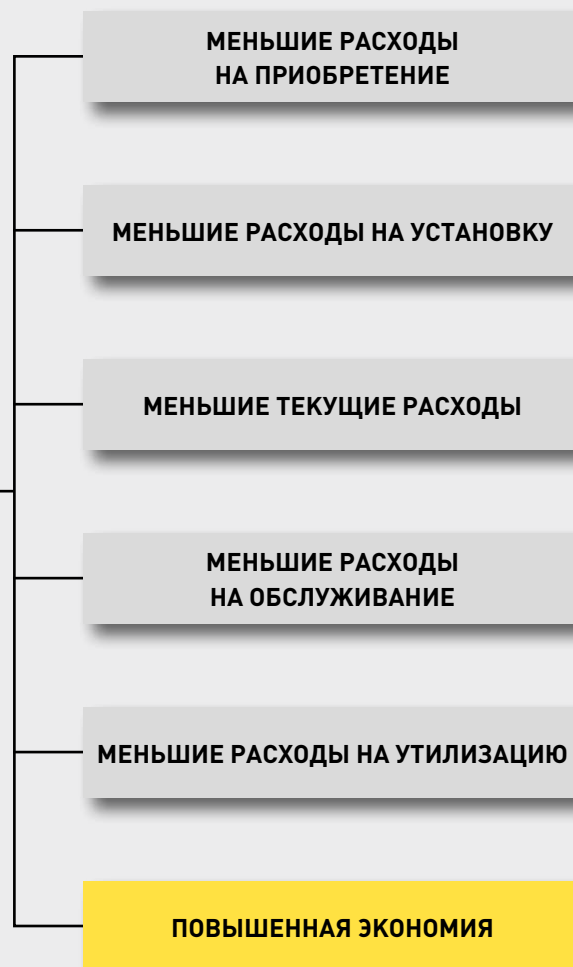 МЕНЬШИЕ РАСХОДЫ
НА ПРИОБРЕТЕНИЕ
МЕНЬШИЕ РАСХОДЫ НА УСТАНОВКУ
МЕНЬШИЕ ТЕКУЩИЕ РАСХОДЫ
МЕНЬШИЕ РАСХОДЫ
НА ОБСЛУЖИВАНИЕ
МЕНЬШИЕ РАСХОДЫ НА УТИЛИЗАЦИЮ
ПОВЫШЕННАЯ ЭКОНОМИЯ